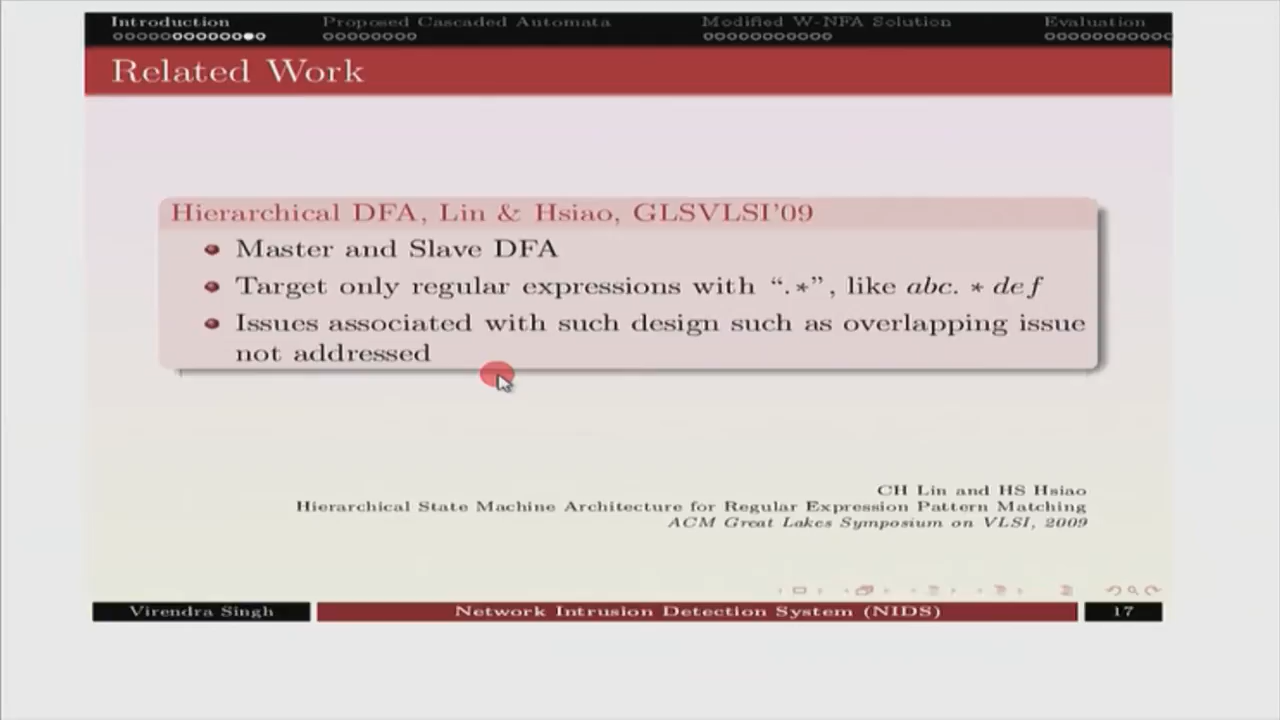 Introduction Proposed Cascaded Automata Modified W-NFA Solution Evaluation
Related Work
Hierarchical DFA, Lin & Hsiao, GLSVLSI'09
Master and Slave DFA
Target only regular expressions with “.∗”, like abc. ∗ def
Issues associated with such design such as overlapping issue
not addressed
CH Lin and HS Hsiao
Hierarchical State Machine Architecture for Regular Expression Pattern Matching
ACM Great Lakes Symposium on VLSI, 2009
Virendra Singh Network Intrusion Detection System (NIDS) 17